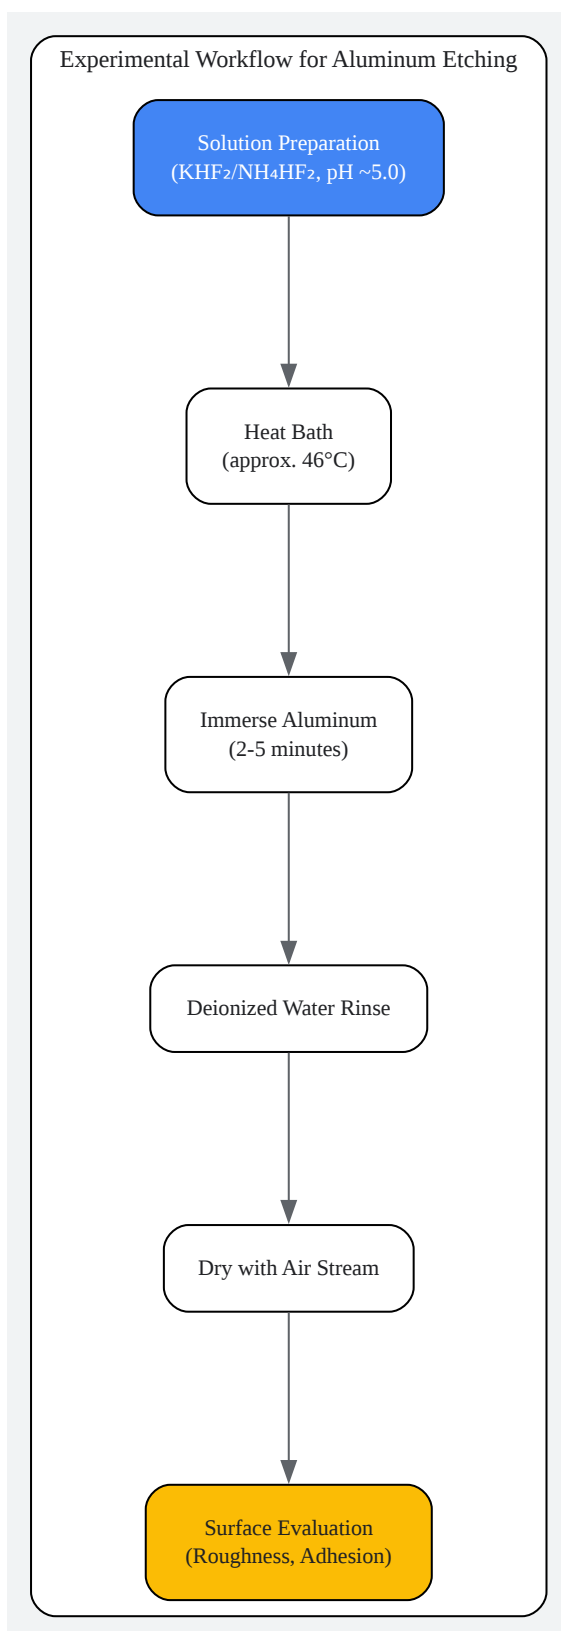 Experimental Workflow for Aluminum Etching
Solution Preparation
(KHF₂/NH₄HF₂, pH ~5.0)
Heat Bath
(approx. 46°C)
Immerse Aluminum
(2-5 minutes)
Deionized Water Rinse
Dry with Air Stream
Surface Evaluation
(Roughness, Adhesion)